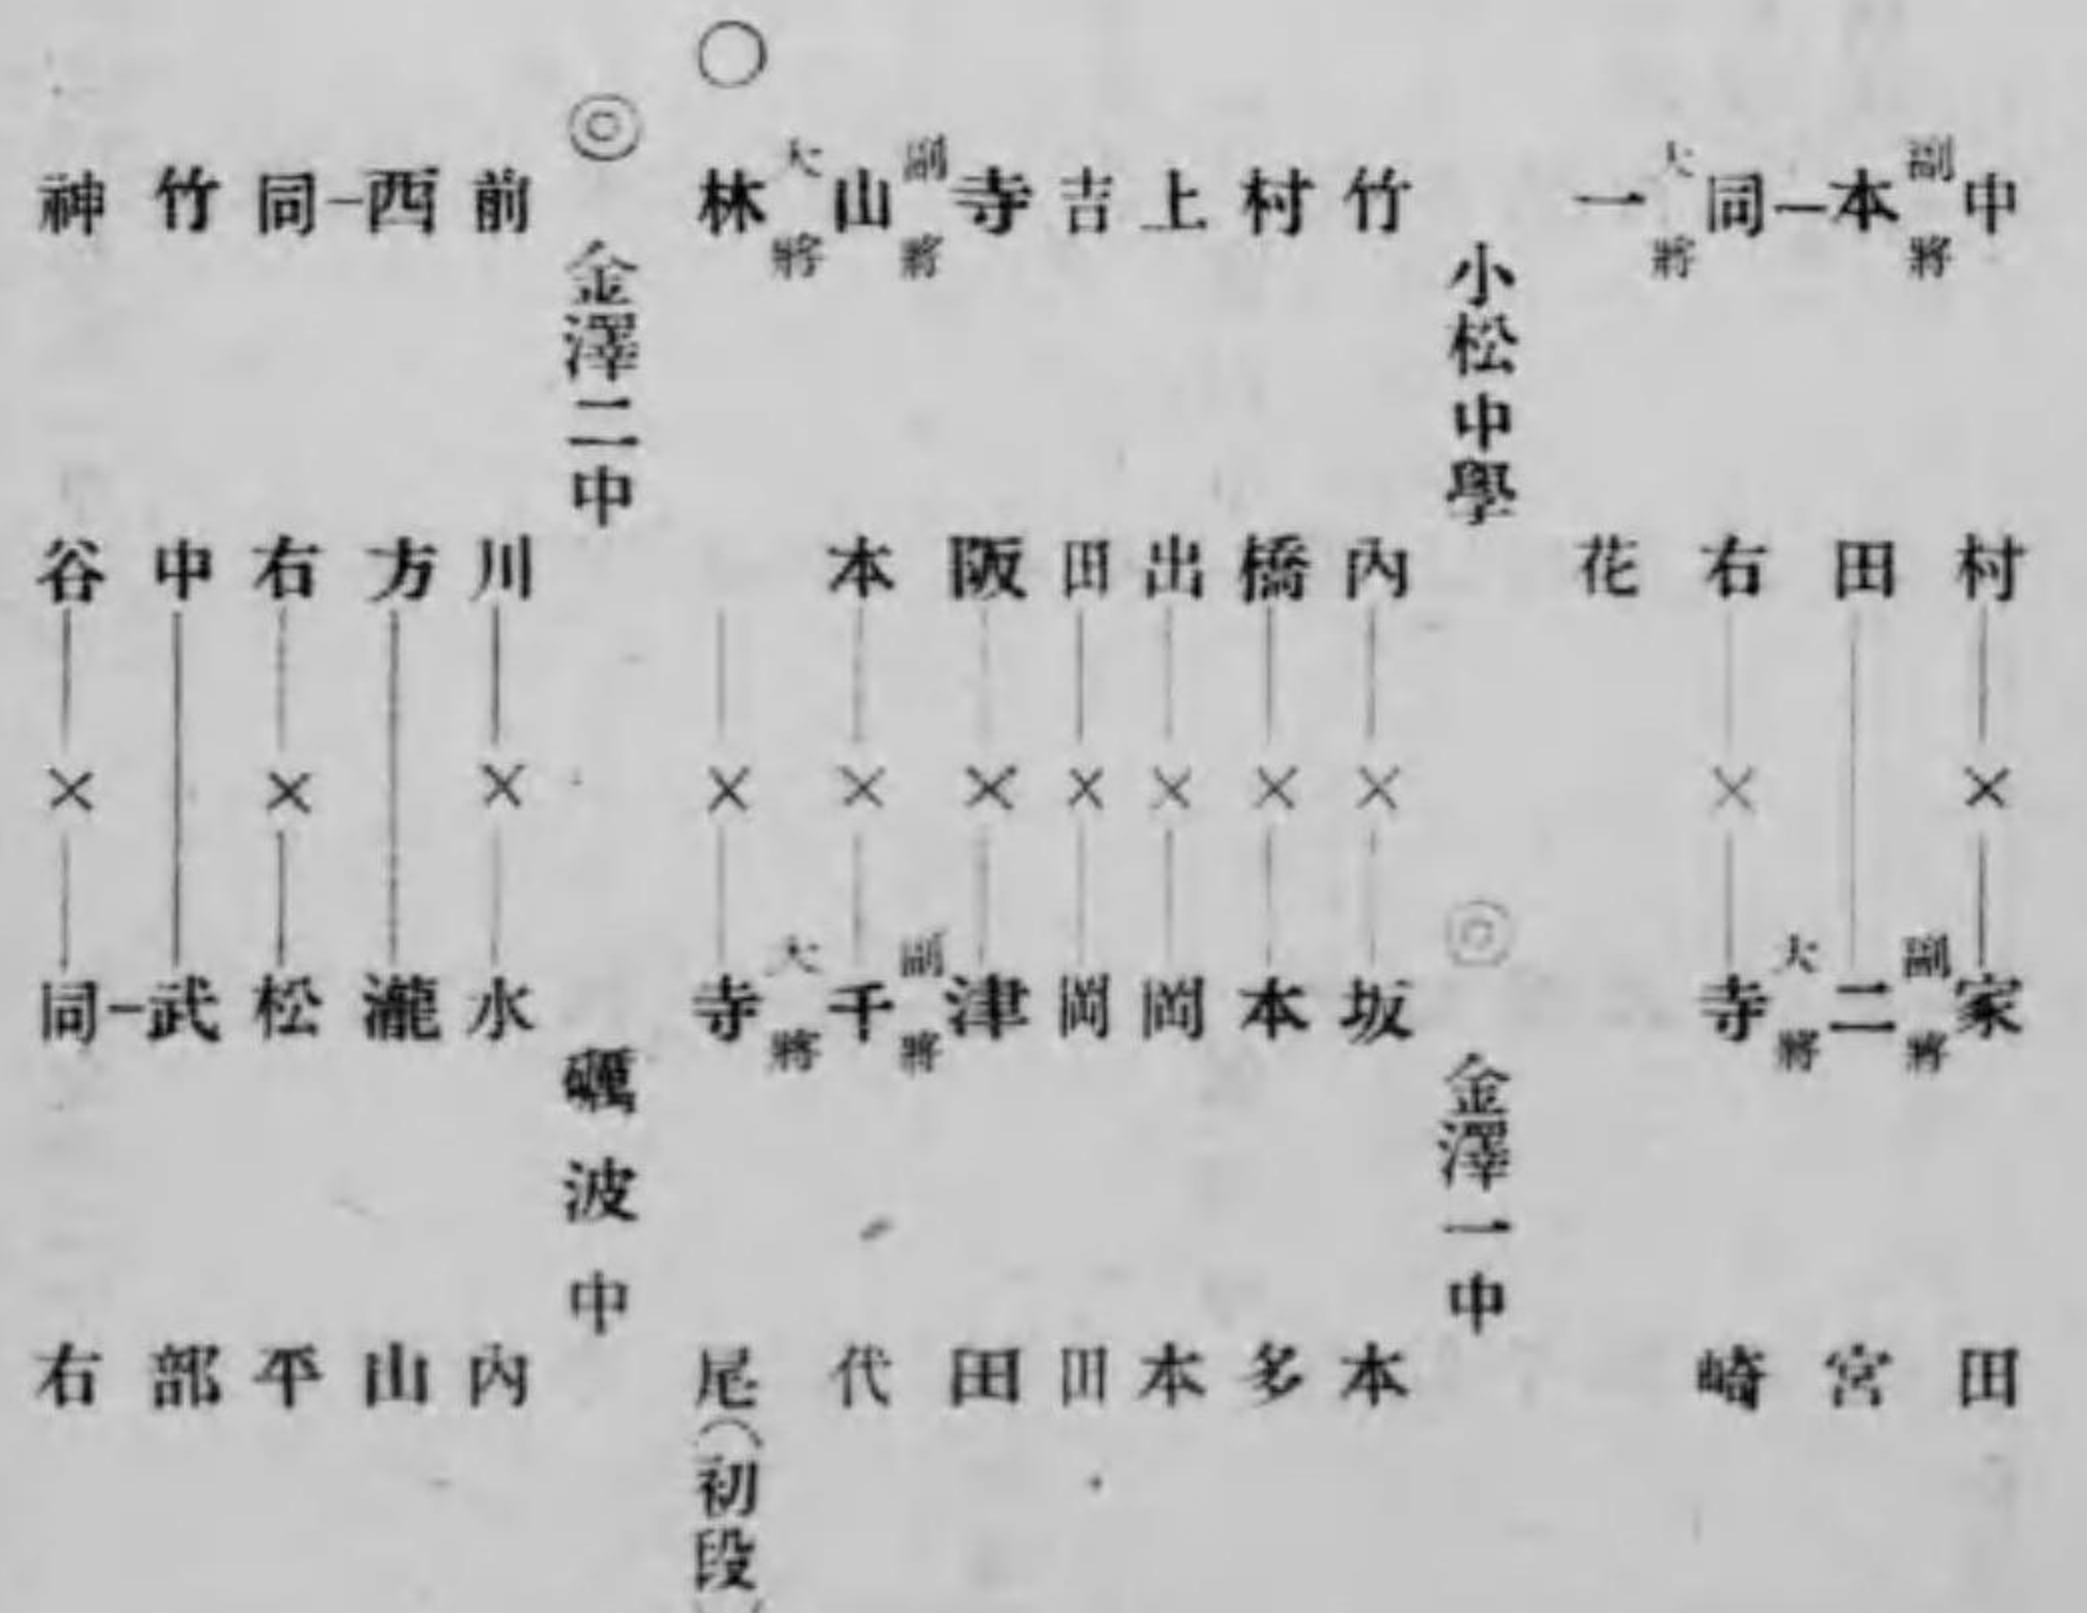 中村 × 家田
副將 副將
本田 二宮
大將
同右 × 寺崎
大將
一花
小松中學 ◎金澤一中
竹內 × 坂本
村橋 × 本多
上出 × 岡本
吉田 × 岡田
寺阪 × 津田
副將 副將
山本 × 千代
大將 大將
○林 × 寺尾(初段)
◎金澤二中 礪波中
前川 × 水內
西方 瀧山
同右 × 松平
竹中 武部
神谷 × 同右